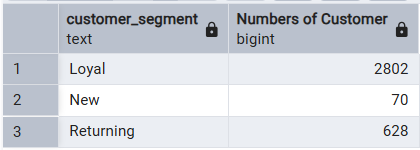 customer_segment Numbers of Customer
text bigint
1 Loyal 2802
2 New 70
3 Returning 628